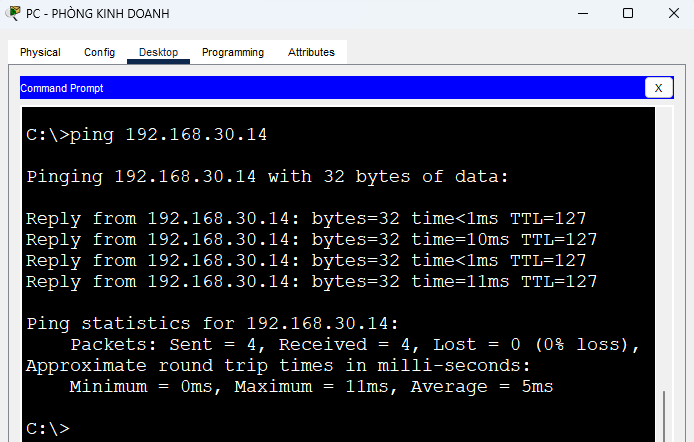 PC - PHÒNG KINH DOANH
Physical Config Desktop Programming Attributes
Command Prompt X
C:\>ping 192.168.30.14
Pinging 192.168.30.14 with 32 bytes of data:
Reply from 192.168.30.14: bytes=32 time<1ms TTL=127
Reply from 192.168.30.14: bytes=32 time=10ms TTL=127
Reply from 192.168.30.14: bytes=32 time<1ms TTL=127
Reply from 192.168.30.14: bytes=32 time=11ms TTL=127
Ping statistics for 192.168.30.14:
    Packets: Sent = 4, Received = 4, Lost = 0 (0% loss),
Approximate round trip times in milli-seconds:
    Minimum = 0ms, Maximum = 11ms, Average = 5ms
C:\>